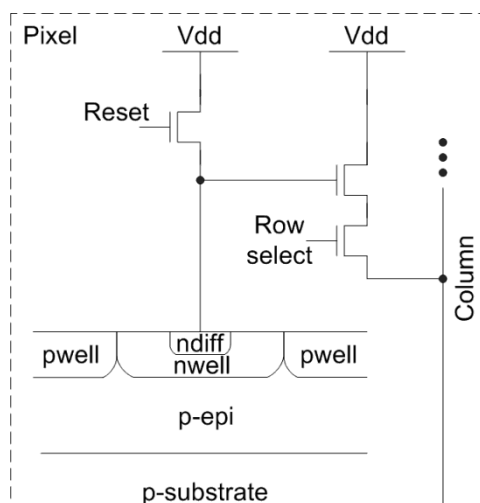 Pixel
Vdd
Vdd
Reset
Row
select
Column
ndiff
pwell
nwell
pwell
p-epi
p-substrate